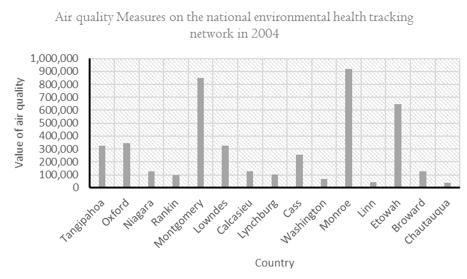 Air quality Measures on the national environmental health tracking
network in 2004
Value of air quality
1,000,000
900,000
800,000
700,000
600,000
500,000
400,000
300,000
200,000
100,000
0
Tangipahoa
Oxford
Niagara
Rankin
Montgomery
Lowndes
Calcasieu
Lynchburg
Cass
Washington
Monroe
Linn
Etowah
Broward
Chautauqua
Country